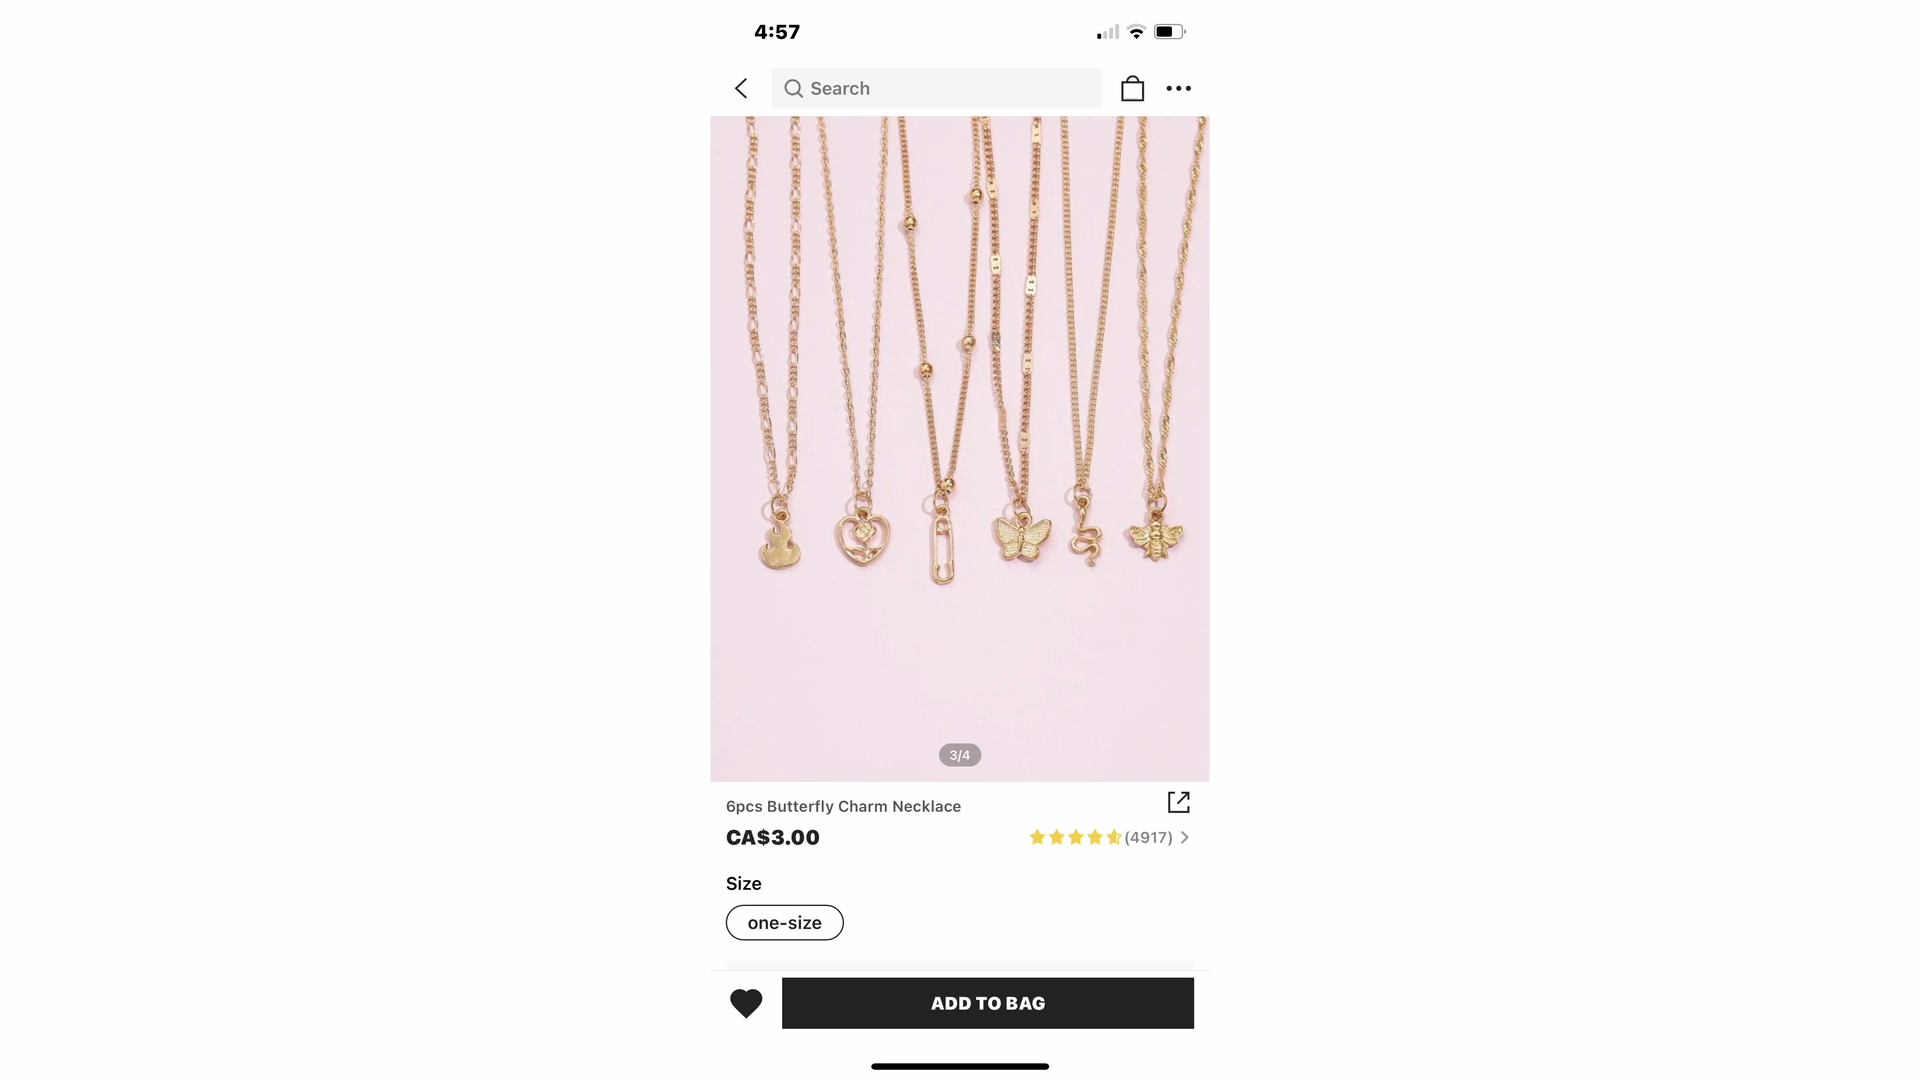 4:57
Search
3/4
6pcs Butterfly Charm Necklace
CA$3.00
(4917)
Size
one-size
ADD TO BAG